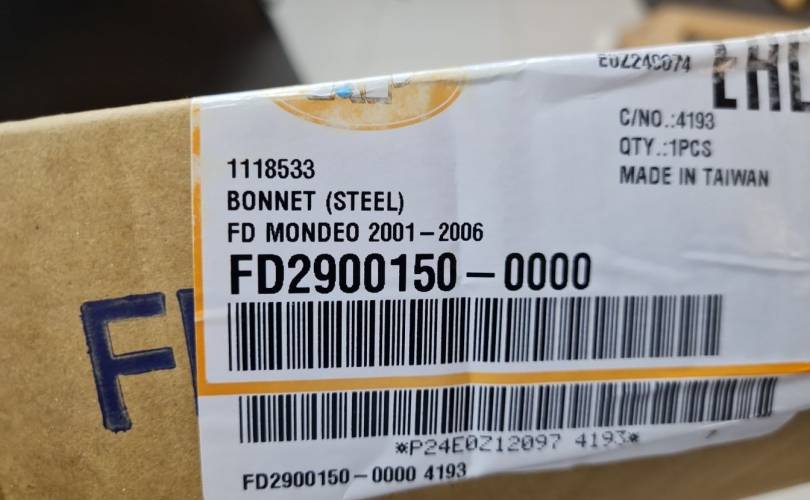 C/NO.:4193
QTY.:1PCS
MADE IN TAIWAN
1118533
BONNET (STEEL)
FD MONDEO 2001-2006
FD2900150-0000
*P24E0Z12097 4193*
FD2900150-0000 4193